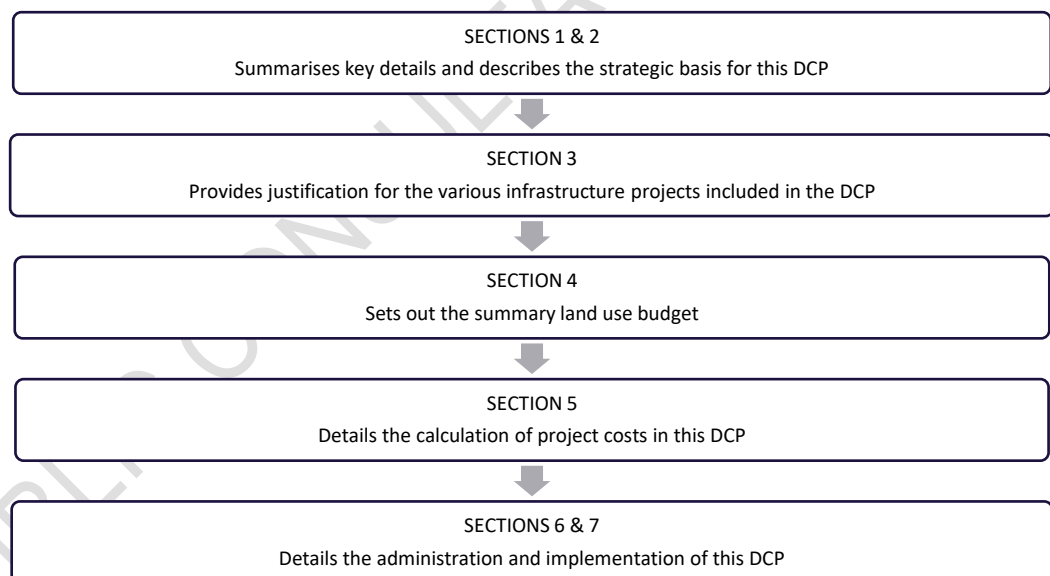 SECTIONS 1 & 2
Summarises key details and describes the strategic basis for this DCP
SECTION 3
Provides justification for the various infrastructure projects included in the DCP
SECTION 4
Sets out the summary land use budget
SECTION 5
Details the calculation of project costs in this DCP
SECTIONS 6 & 7
Details the administration and implementation of this DCP